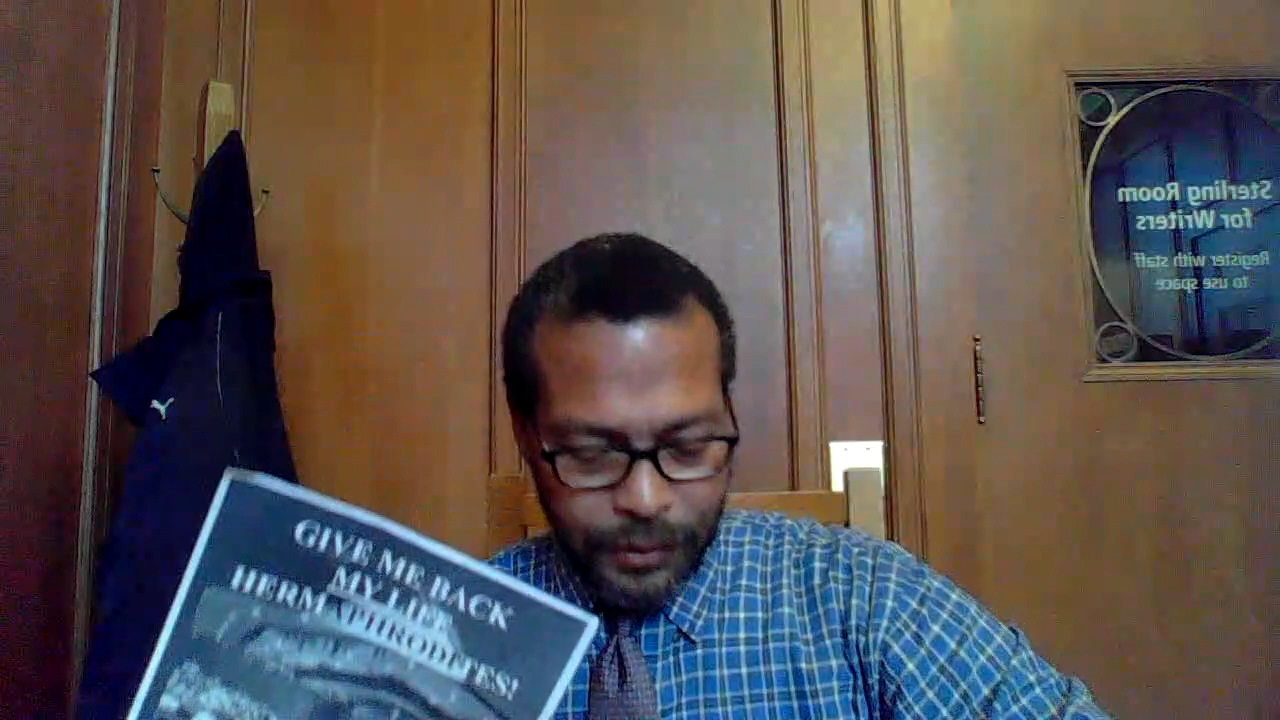 GIVE ME BACK
MY LIFE
HERMAPHRODITES!
Sterling Room
for Writers
Register with staff
to use space